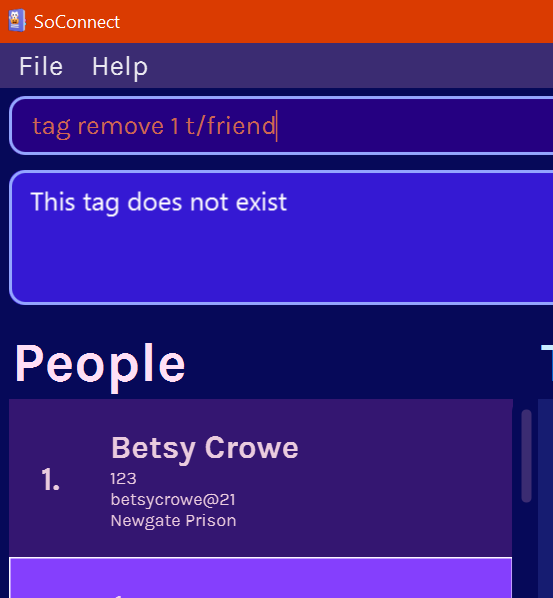 SoConnect
File Help
tag remove 1 t/friend
This tag does not exist
People
1.
Betsy Crowe
123
betsycrowe@21
Newgate Prison